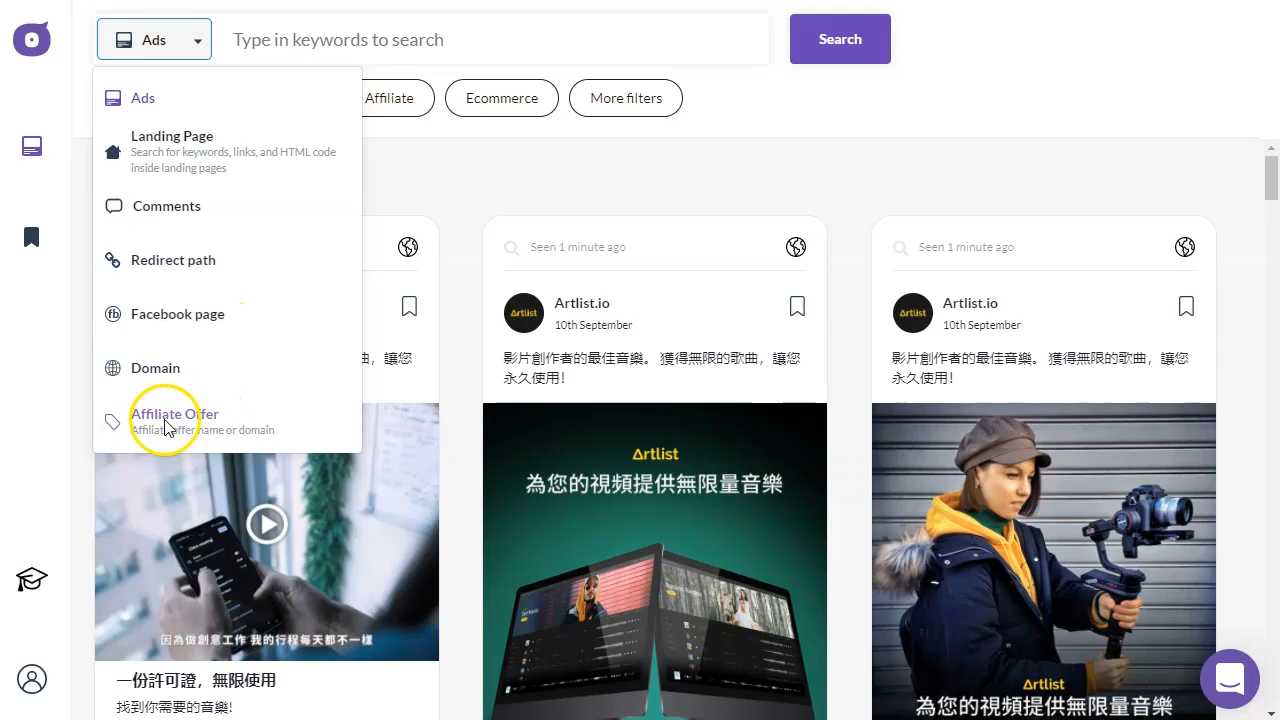 Ads
Type in keywords to search
Search
Ads
Landing Page
Search for keywords, links, and HTML code
inside landing pages
Comments
Redirect path
Facebook page
Domain
Affiliate Offer
Affiliate offer name or domain
Affiliate
Ecommerce
More filters
曲，讓您
因為做創意工作 我的行程每天都不一樣
一份許可證，無限使用
找到你需要的音樂!
Seen 1 minute ago
Artlist.io
10th September
影片創作者的最佳音樂。 獲得無限的歌曲，讓您
永久使用!
Artlist
Artlist
為您的視頻提供無限量音樂
Seen 1 minute ago
Artlist.io
10th September
影片創作者的最佳音樂。 獲得無限的歌曲，讓您
永久使用!
Artlist
Artlist
為您的視頻提供無限量音樂